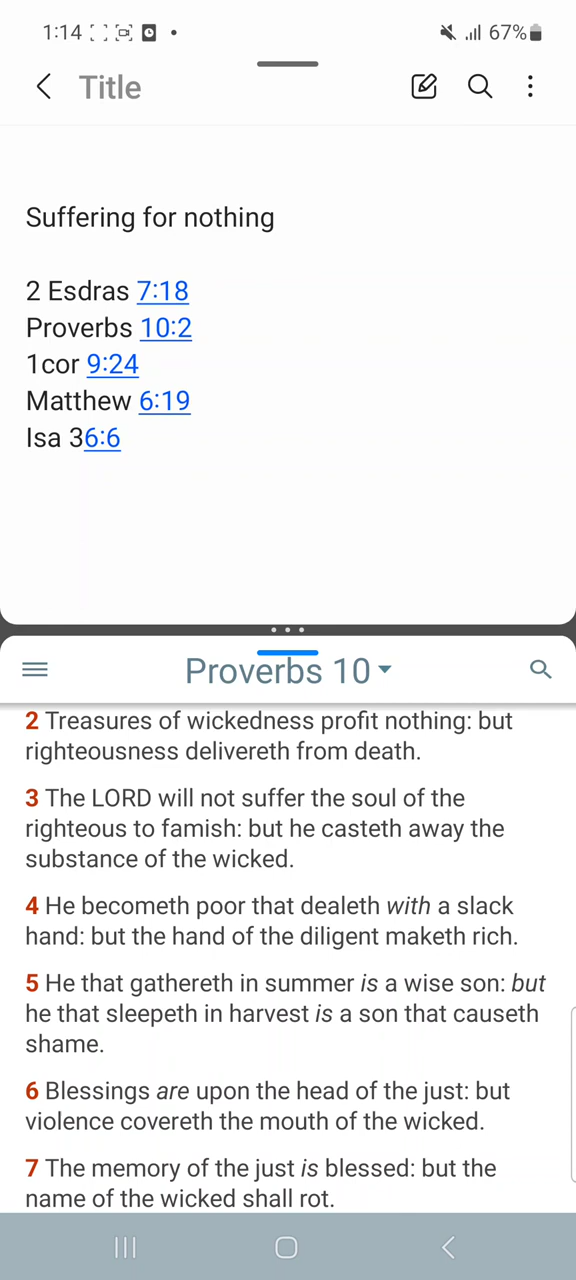 1:14
67%
Title
Suffering for nothing
2 Esdras 7:18
Proverbs 10:2
1cor 9:24
Matthew 6:19
Isa 36:6
Proverbs 10
2 Treasures of wickedness profit nothing: but
righteousness delivereth from death.
3 The LORD will not suffer the soul of the
righteous to famish: but he casteth away the
substance of the wicked.
4 He becometh poor that dealeth with a slack
hand: but the hand of the diligent maketh rich.
5 He that gathereth in summer is a wise son: but
he that sleepeth in harvest is a son that causeth
shame.
6 Blessings are upon the head of the just: but
violence covereth the mouth of the wicked.
7 The memory of the just is blessed: but the
name of the wicked shall rot.